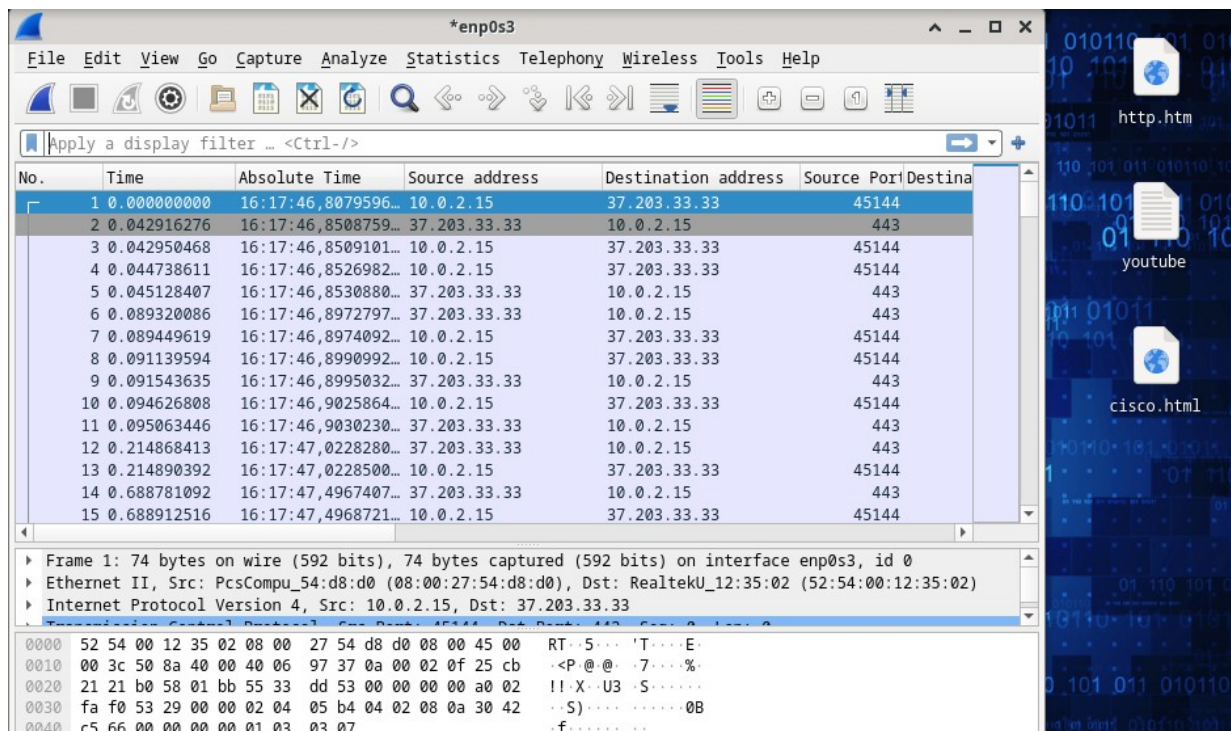 *enp0s3
File Edit View Go Capture Analyze Statistics Telephony Wireless Tools Help
Apply a display filter … <Ctrl-/>
No. Time Absolute Time Source address Destination address Source Port Destina
1 0.000000000 16:17:46,8079596… 10.0.2.15 37.203.33.33 45144
2 0.042916276 16:17:46,8508759… 37.203.33.33 10.0.2.15 443
3 0.042950468 16:17:46,8509101… 10.0.2.15 37.203.33.33 45144
4 0.044738611 16:17:46,8526982… 10.0.2.15 37.203.33.33 45144
5 0.045128407 16:17:46,8530880… 37.203.33.33 10.0.2.15 443
6 0.089320086 16:17:46,8972797… 37.203.33.33 10.0.2.15 443
7 0.089449619 16:17:46,8974092… 10.0.2.15 37.203.33.33 45144
8 0.091139594 16:17:46,8990992… 10.0.2.15 37.203.33.33 45144
9 0.091543635 16:17:46,8995032… 37.203.33.33 10.0.2.15 443
10 0.094626808 16:17:46,9025864… 10.0.2.15 37.203.33.33 45144
11 0.095063446 16:17:46,9030230… 37.203.33.33 10.0.2.15 443
12 0.214868413 16:17:47,0228280… 37.203.33.33 10.0.2.15 443
13 0.214890392 16:17:47,0228500… 10.0.2.15 37.203.33.33 45144
14 0.688781092 16:17:47,4967407… 37.203.33.33 10.0.2.15 443
15 0.688912516 16:17:47,4968721… 10.0.2.15 37.203.33.33 45144
Frame 1: 74 bytes on wire (592 bits), 74 bytes captured (592 bits) on interface enp0s3, id 0
Ethernet II, Src: PcsCompu_54:d8:d0 (08:00:27:54:d8:d0), Dst: RealtekU_12:35:02 (52:54:00:12:35:02)
Internet Protocol Version 4, Src: 10.0.2.15, Dst: 37.203.33.33
0000 52 54 00 12 35 02 08 00 27 54 d8 d0 08 00 45 00 RT··5··· 'T····E·
0010 00 3c 50 8a 40 00 40 06 97 37 0a 00 02 0f 25 cb ·<P·@·@· ·7····%·
0020 21 21 b0 58 01 bb 55 33 dd 53 00 00 00 00 a0 02 !!·X··U3 ·S······
0030 fa f0 53 29 00 00 02 04 05 b4 04 02 08 0a 30 42 ··S)···· ······0B
0040 c5 66 00 00 00 00 01 03 03 07 ·f······ ··
http.htm
youtube
cisco.html